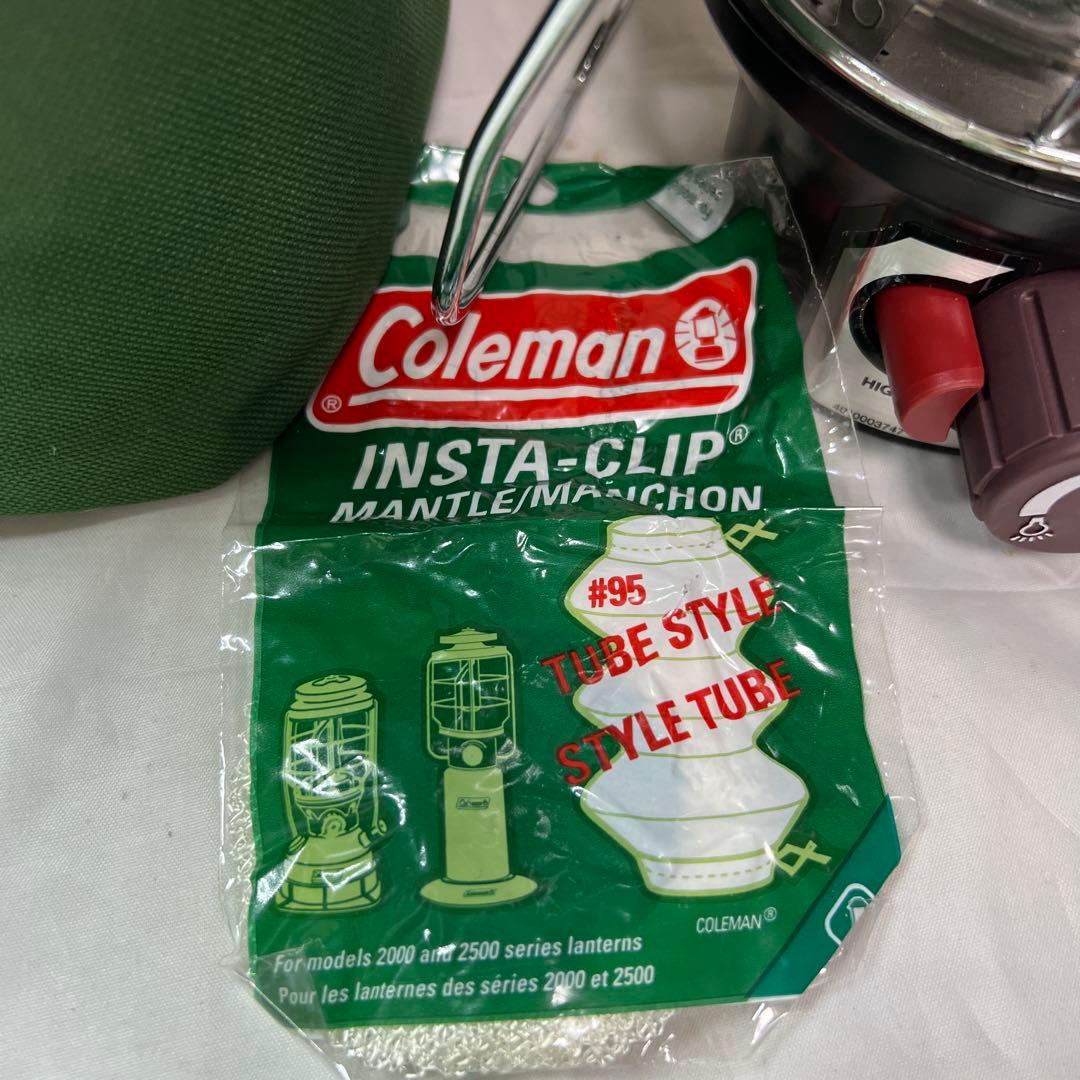 Coleman
®
INSTA-CLIP®
MANTLE/MANCHON
#95
TUBE STYLE
STYLE TUBE
COLEMAN®
For models 2000 and 2500 series lanterns
Pour les lanternes des séries 2000 et 2500